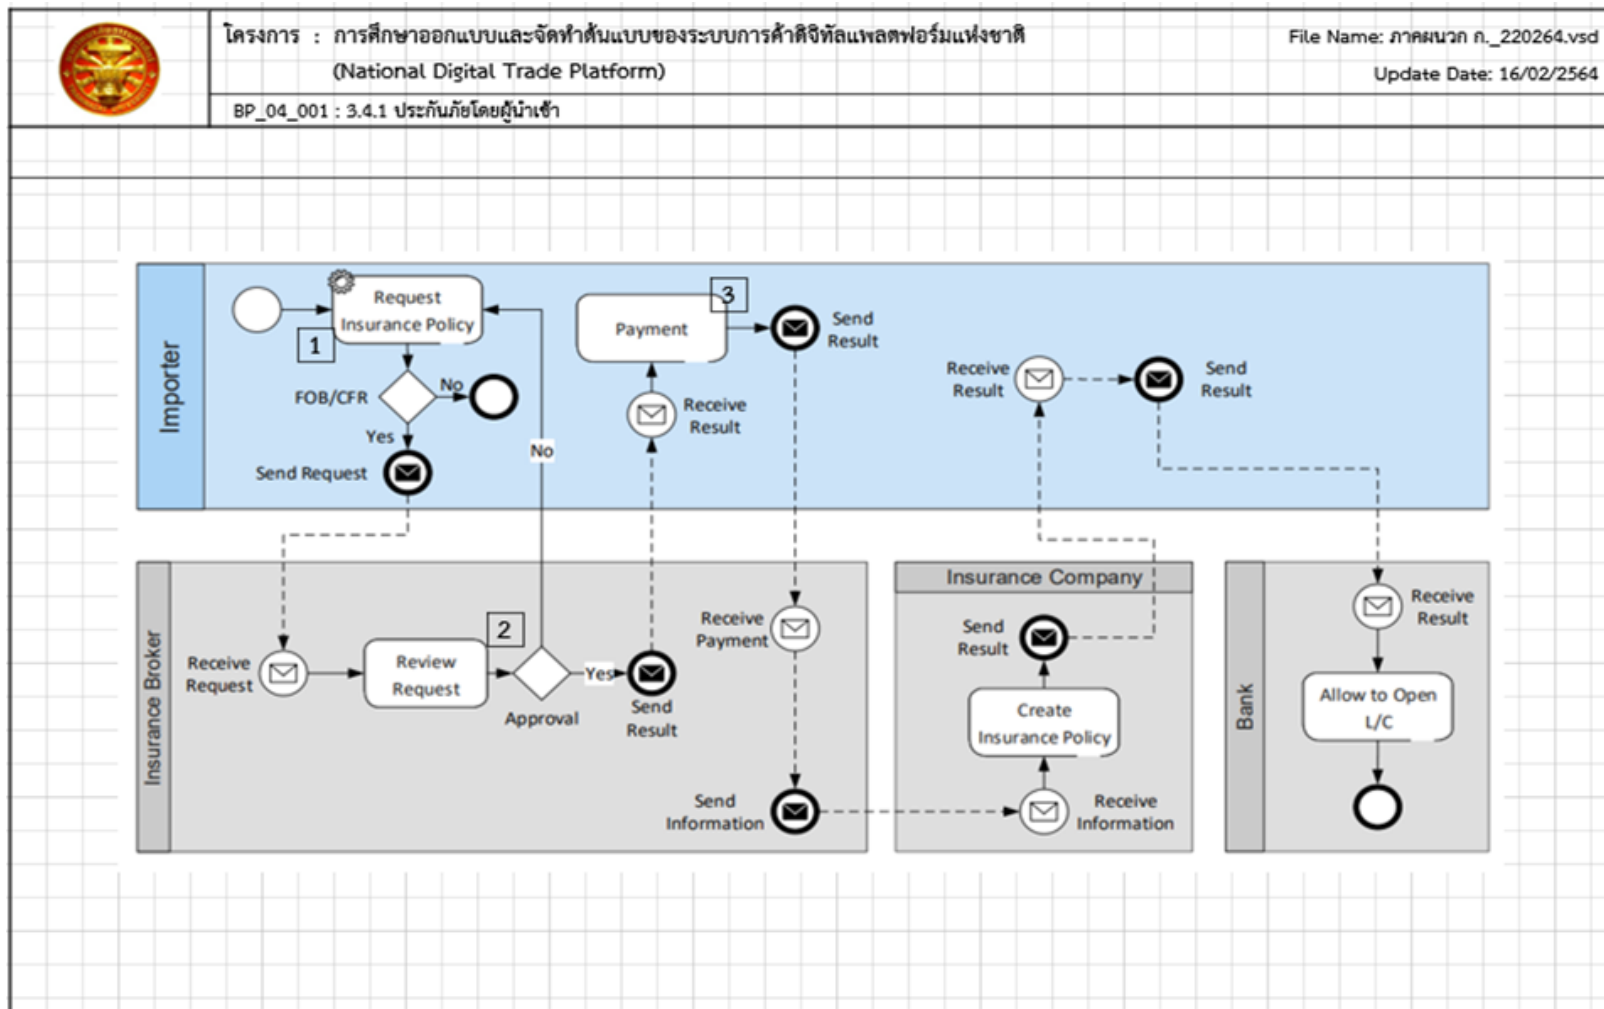 โครงการ : การศึกษาออกแบบและจัดทำต้นแบบของระบบการค้าดิจิทัลแพลตฟอร์มแห่งชาติ
(National Digital Trade Platform)
File Name: ภาคผนวก ก._220264.vsd
Update Date: 16/02/2564
BP_04_001 : 3.4.1 ประกันภัยโดยผู้นำเข้า
Importer
Request
Insurance Policy
1
FOB/CFR
No
Yes
Send Request
No
Payment
3
Send
Result
Receive
Result
Receive
Result
Send
Result
Insurance Broker
Receive
Request
Review
Request
2
Approval
Yes
Send
Result
Receive
Payment
Send
Information
Insurance Company
Send
Result
Create
Insurance Policy
Receive
Information
Bank
Receive
Result
Allow to Open
L/C